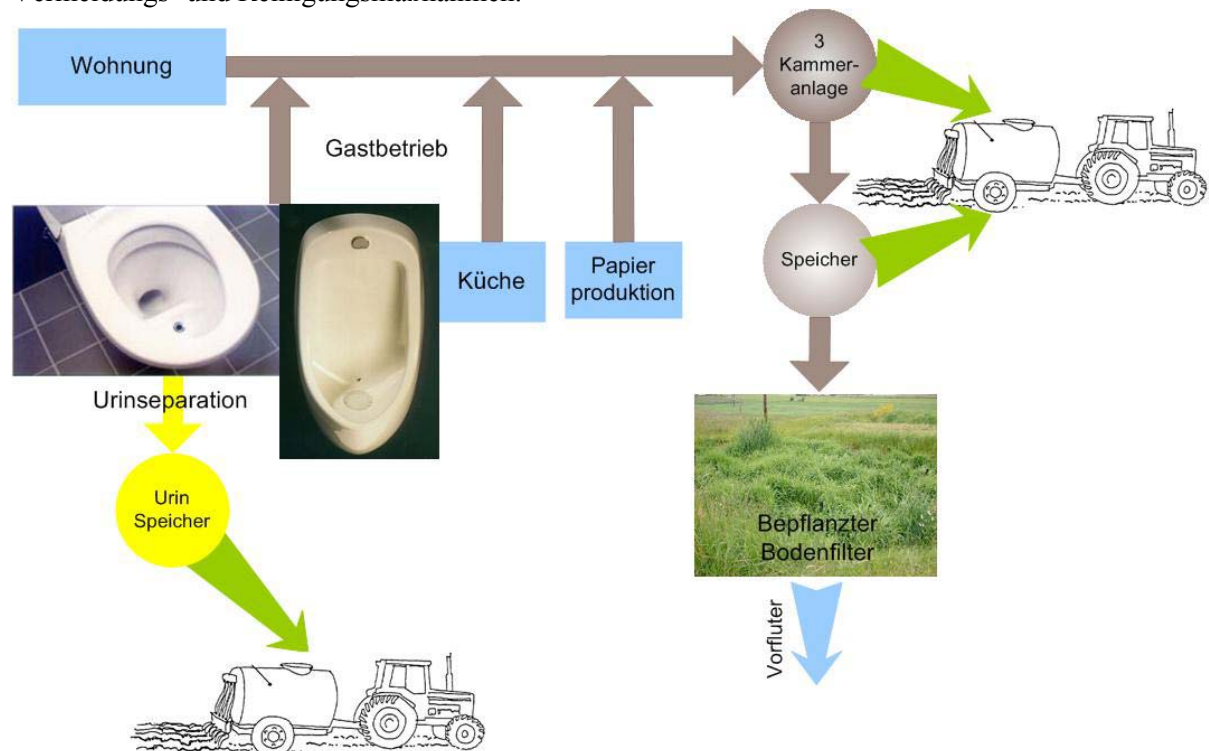 Wohnung
3
Kammer-
anlage
Gastbetrieb
Küche
Papier
produktion
Speicher
Urinseparation
Urin
Speicher
Bepflanzter
Bodenfilter
Vorfluter